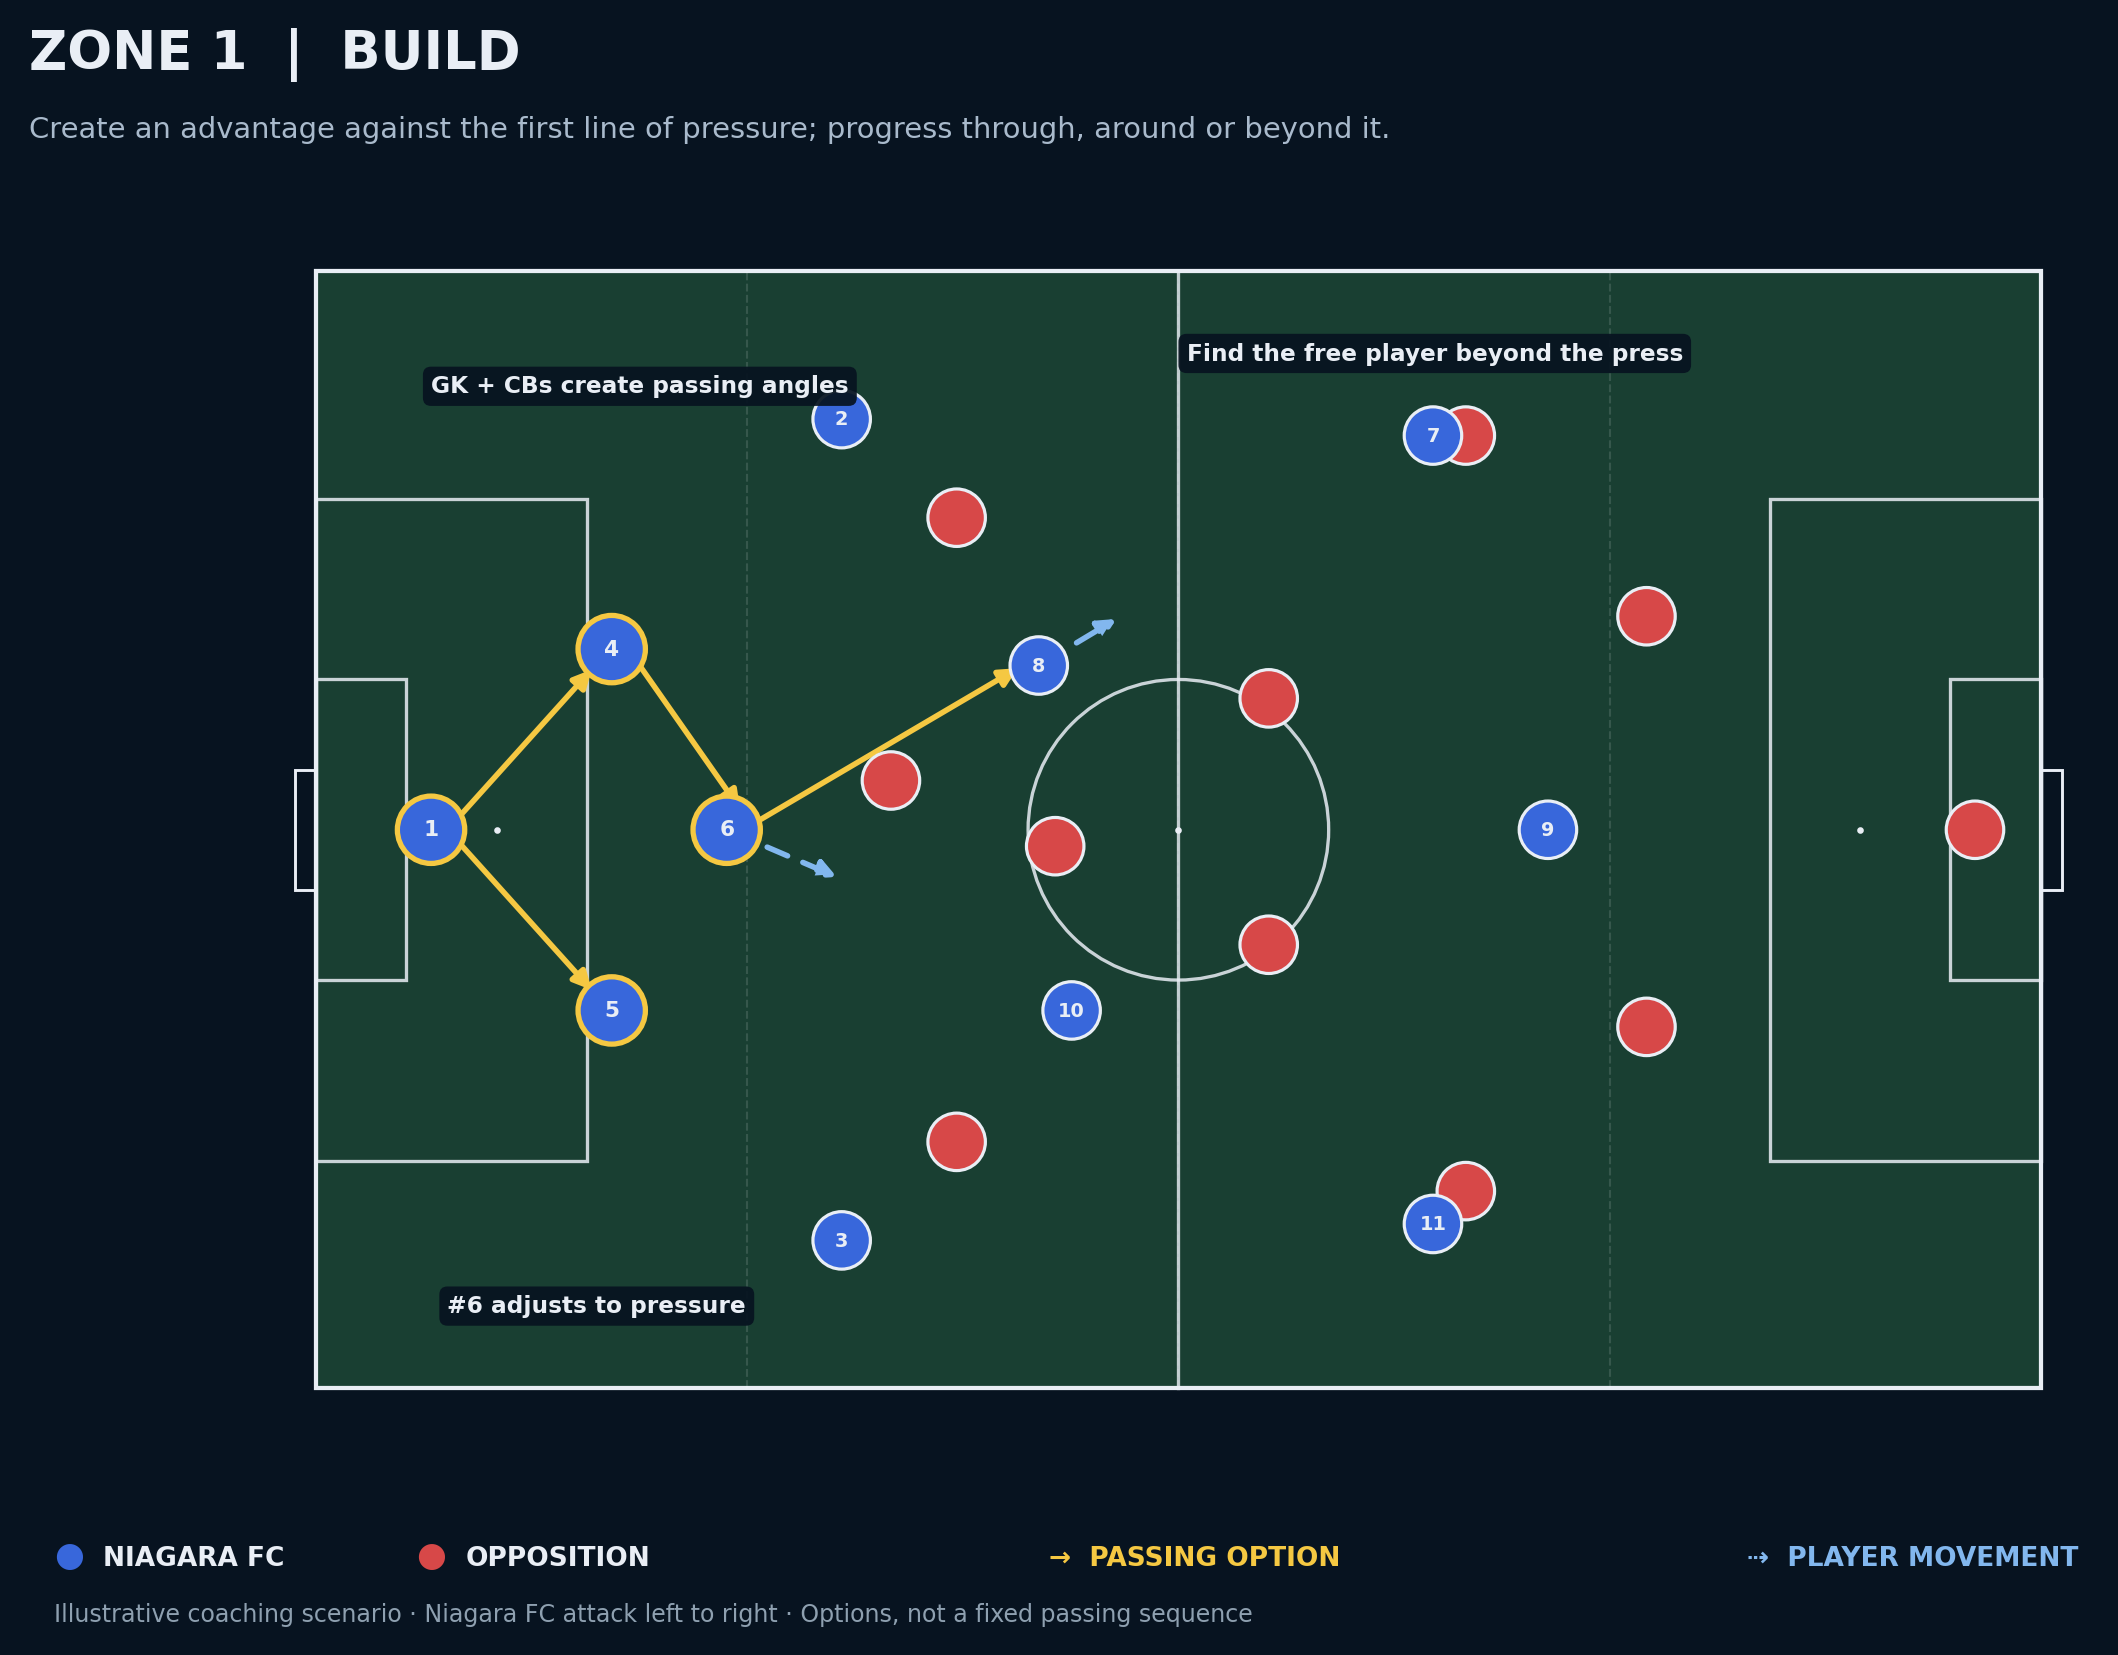 ZONE 1 | BUILD
Create an advantage against the first line of pressure; progress through, around or beyond it.
Find the free player beyond the press
GK + CBs create passing angles
2
7
4
8
1
6
9
5
10
11
3
#6 adjusts to pressure
NIAGARA FC
OPPOSITION
→ PASSING OPTION
⇢ PLAYER MOVEMENT
Illustrative coaching scenario · Niagara FC attack left to right · Options, not a fixed passing sequence